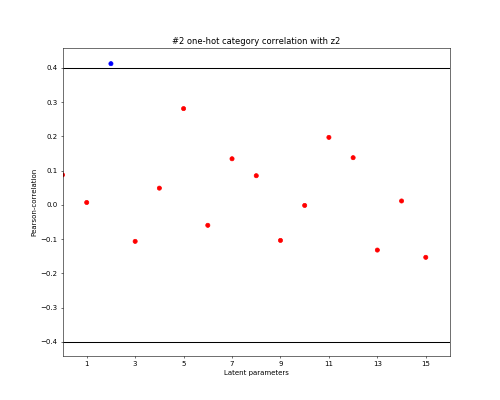 #2 one-hot category correlation with z2
0.4
0.3
0.2
0.1
0.0
−0.1
−0.2
−0.3
−0.4
Pearson-correlation
1 3 5 7 9 11 13 15
Latent parameters